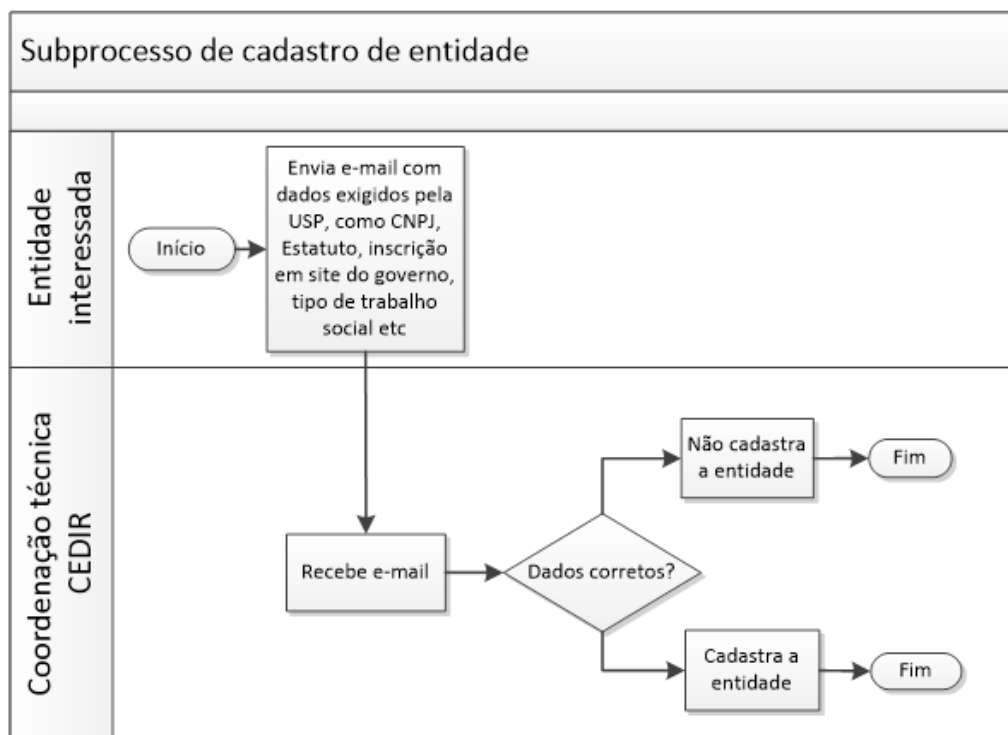 Subprocesso de cadastro de entidade
Entidade
interessada
Início
Envia e-mail com
dados exigidos pela
USP, como CNPJ,
Estatuto, inscrição
em site do governo,
tipo de trabalho
social etc
Coordenação técnica
CEDIR
Recebe e-mail
Dados corretos?
Não cadastra
a entidade
Fim
Cadastra a
entidade
Fim